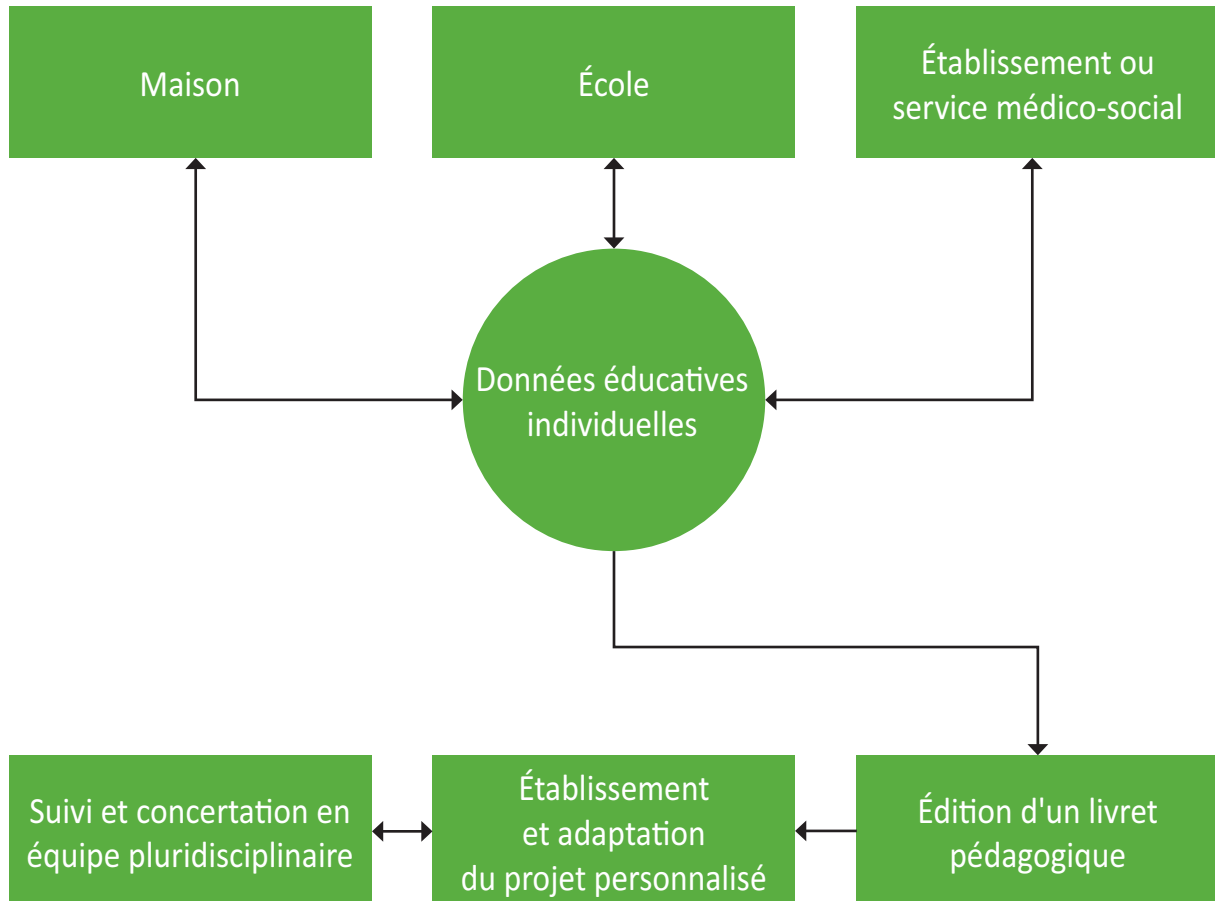 Maison
École
Établissement ou
service médico-social
Données éducatives
individuelles
Suivi et concertation en
équipe pluridisciplinaire
Établissement
et adaptation
du projet personnalisé
Édition d'un livret
pédagogique